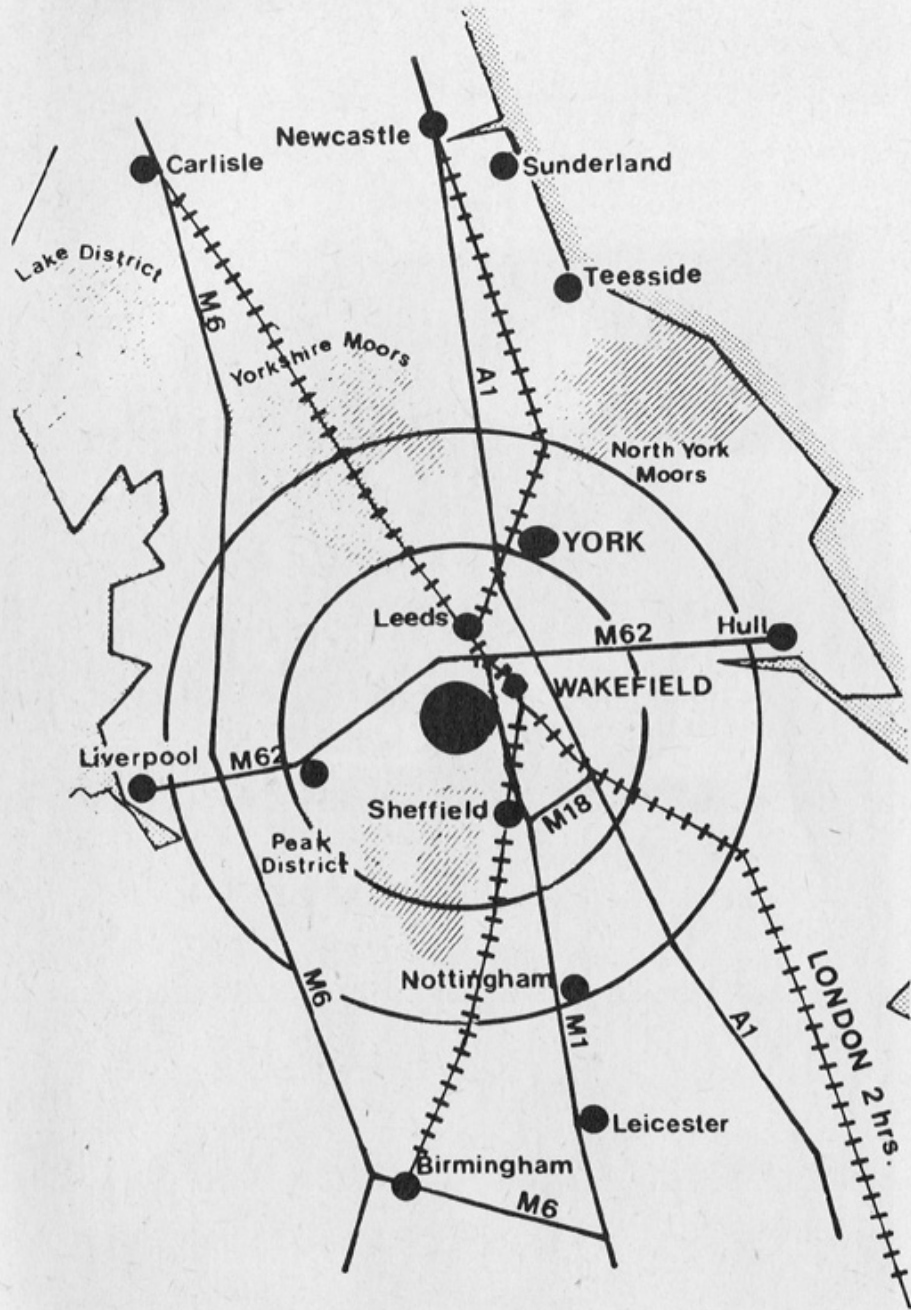 Newcastle
Carlisle
Sunderland
Lake District
Teesside
M6
Yorkshire Moors
A1
North York
Moors
YORK
Leeds
M62
Hull
WAKEFIELD
Liverpool
M62
Sheffield
M18
Peak
District
Nottingham
M6
M1
A1
LONDON 2 hrs.
Leicester
Birmingham
M6